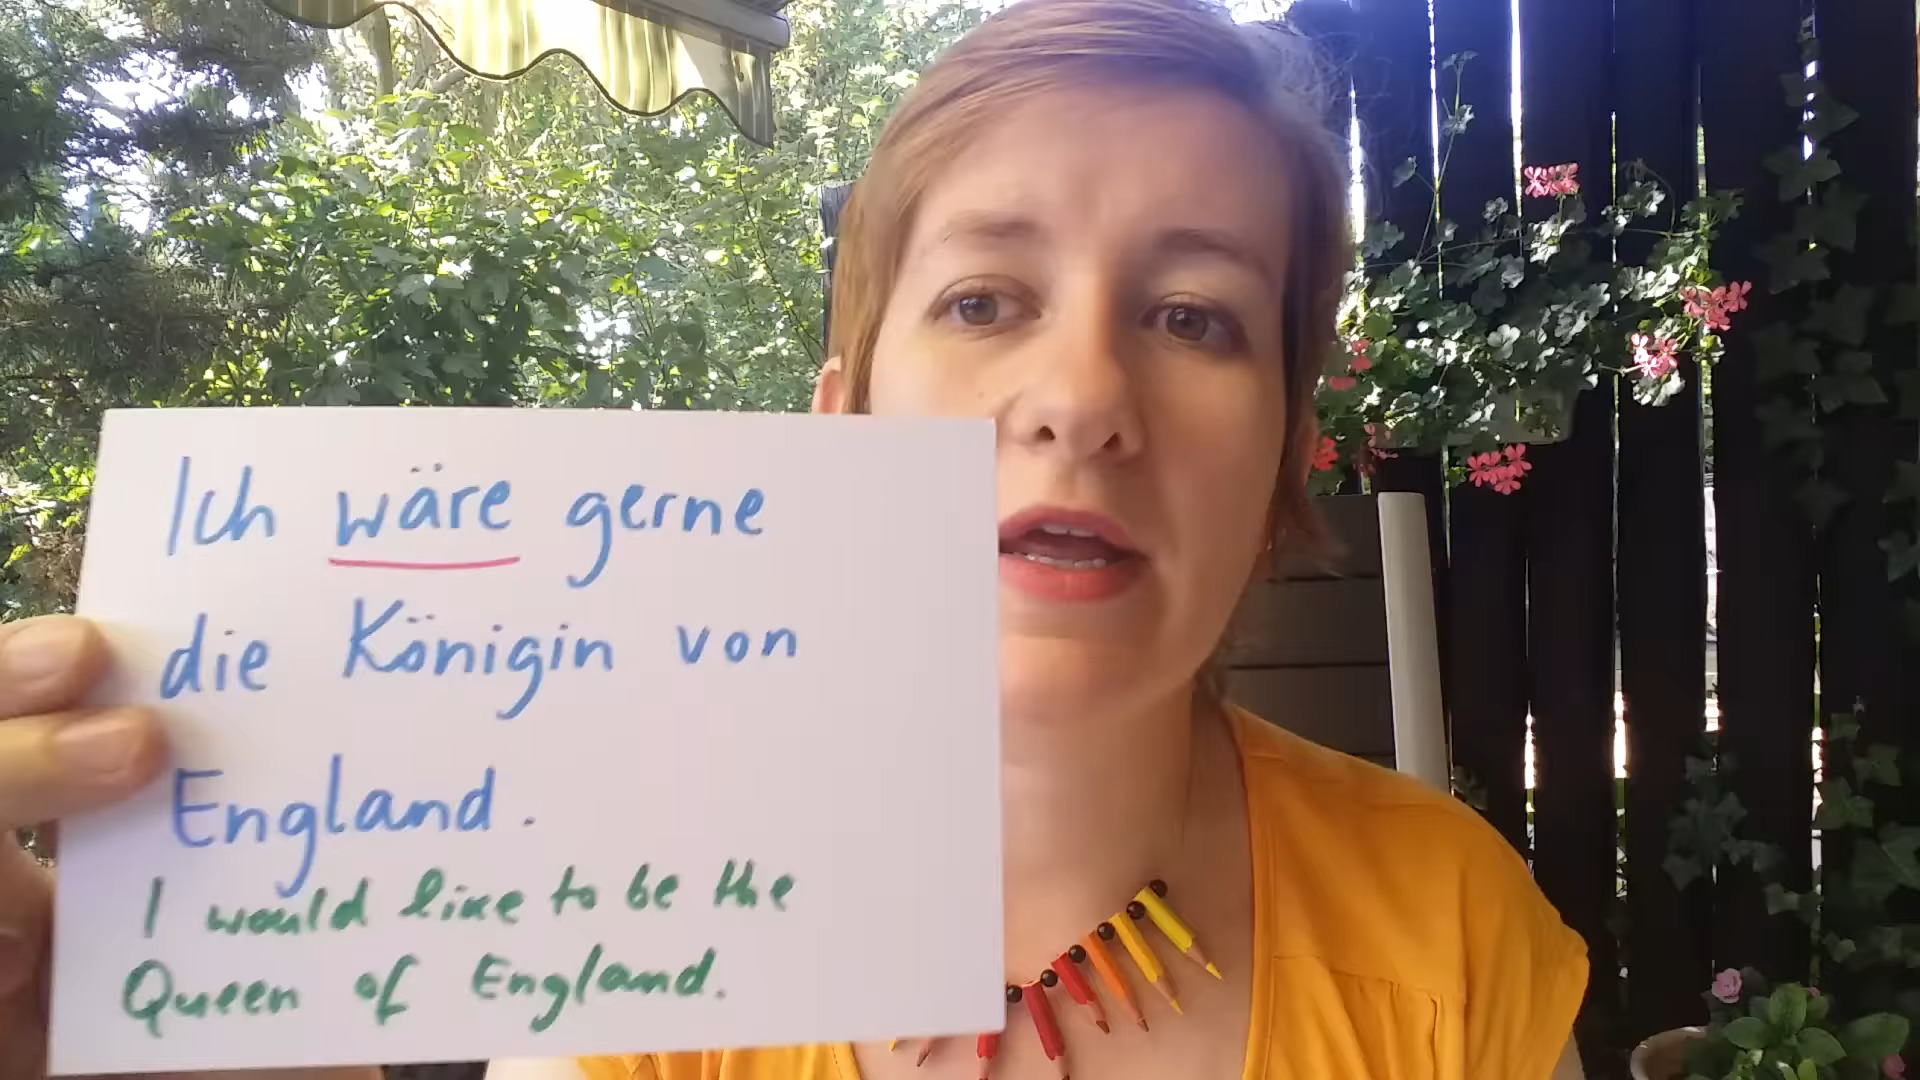 Ich wäre gerne
die Königin von
England.
I would like to be the
Queen of England.